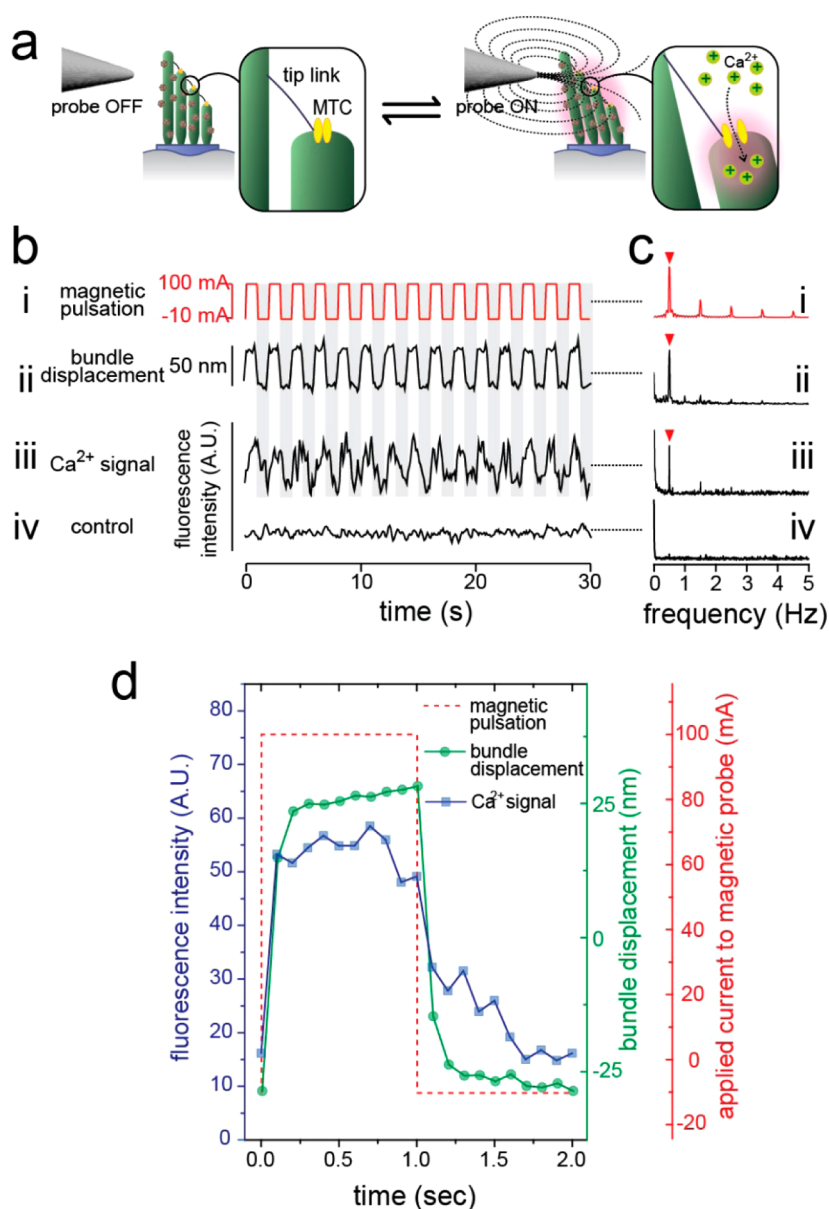 a
probe OFF
tip link
MTC
probe ON
Ca²⁺
+ + + + +
+ + +
b
c
i
magnetic
pulsation
100 mA
-10 mA
i
ii
bundle
displacement
50 nm
ii
iii
Ca²⁺ signal
fluorescence
intensity (A.U.)
iii
iv
control
iv
0 10 20 30
time (s)
0 1 2 3 4 5
frequency (Hz)
d
magnetic
pulsation
bundle
displacement
Ca²⁺signal
fluorescence intensity (A.U.)
80
70
60
50
40
30
20
10
0
bundle displacement (nm)
25
0
-25
applied current to magnetic probe (mA)
100
80
60
40
20
0
-20
0.0 0.5 1.0 1.5 2.0
time (sec)